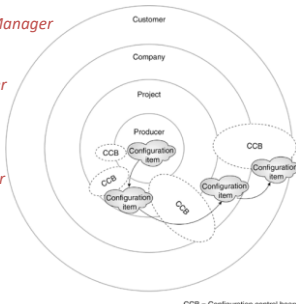 Manager
Customer
Company
Project
Producer
CCB
Configuration
item
CCB
CCB
Configuration
item
CCB
Configuration
item
Configuration
item
CCB = Configuration control